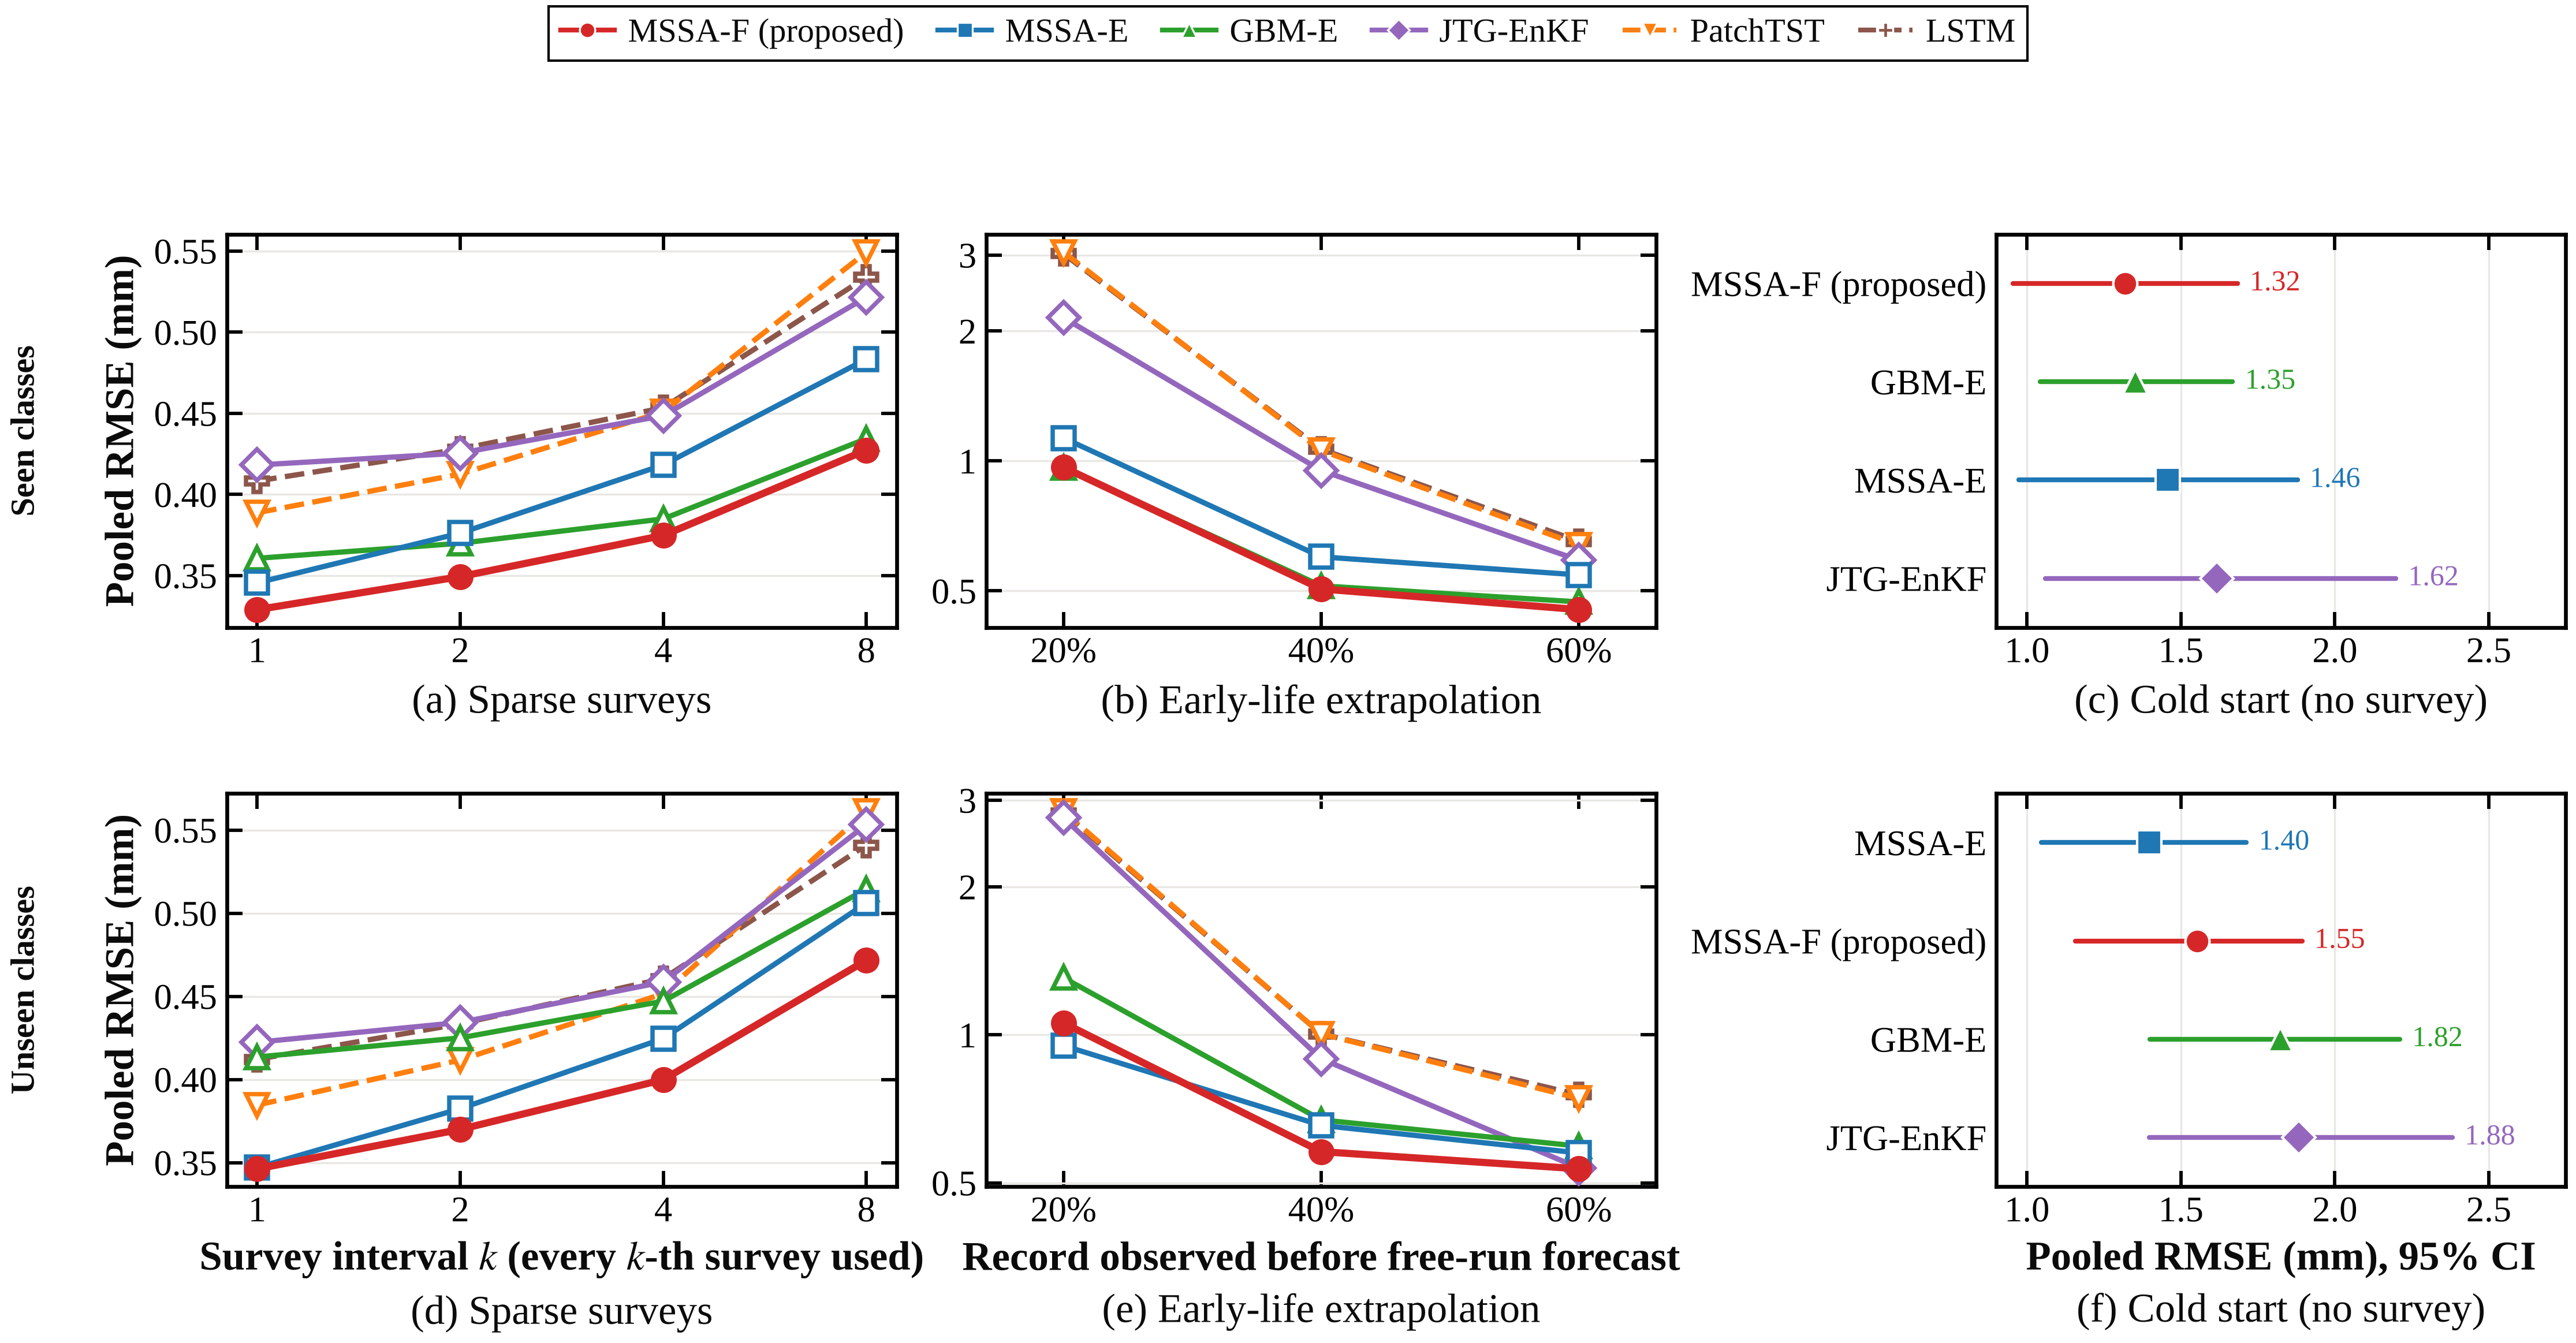 MSSA-F (proposed) MSSA-E GBM-E JTG-EnKF PatchTST LSTM
Seen classes
Pooled RMSE (mm)
0.55
0.50
0.45
0.40
0.35
1 2 4 8
(a) Sparse surveys
3
2
1
0.5
20% 40% 60%
(b) Early-life extrapolation
MSSA-F (proposed) 1.32
GBM-E 1.35
MSSA-E 1.46
JTG-EnKF 1.62
1.0 1.5 2.0 2.5
(c) Cold start (no survey)
Unseen classes
Pooled RMSE (mm)
0.55
0.50
0.45
0.40
0.35
1 2 4 8
Survey interval k (every k-th survey used)
(d) Sparse surveys
3
2
1
0.5
20% 40% 60%
Record observed before free-run forecast
(e) Early-life extrapolation
MSSA-E 1.40
MSSA-F (proposed) 1.55
GBM-E 1.82
JTG-EnKF 1.88
1.0 1.5 2.0 2.5
Pooled RMSE (mm), 95% CI
(f) Cold start (no survey)